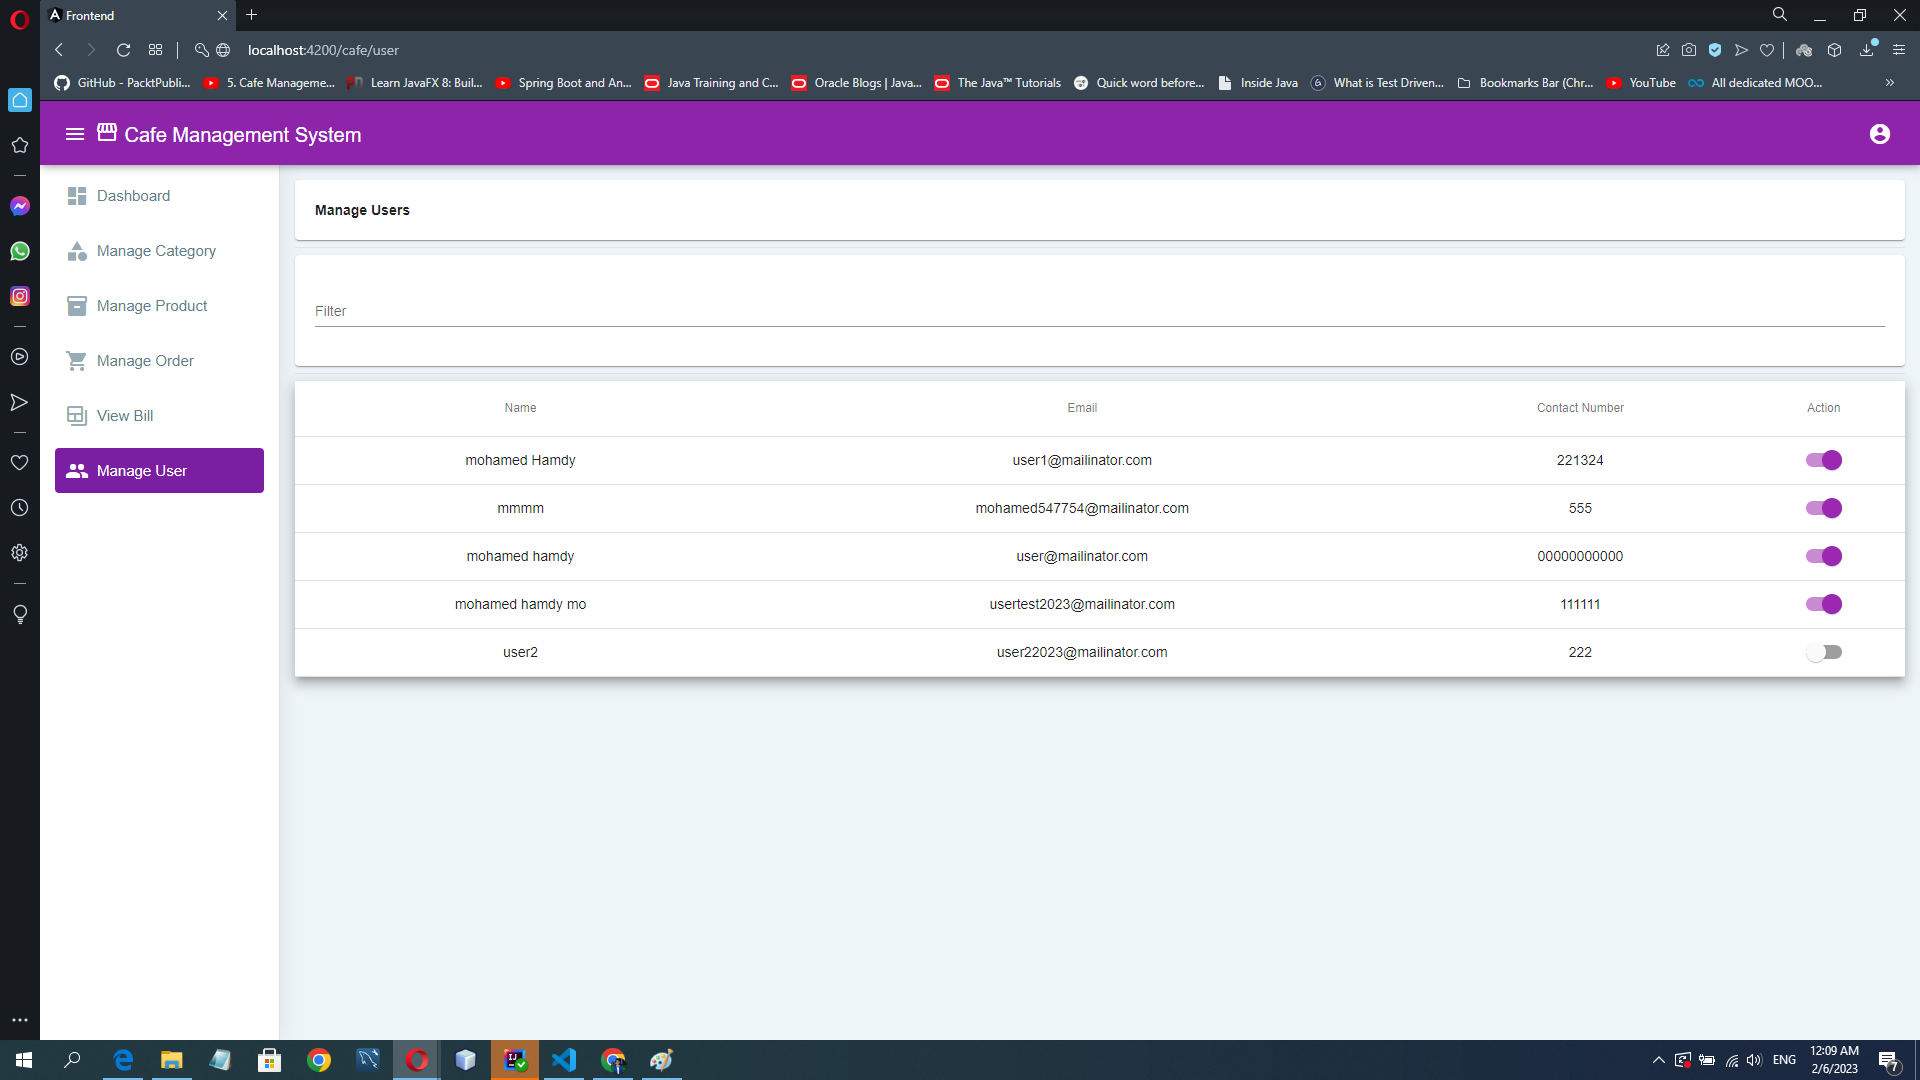 Frontend
localhost:4200/cafe/user
GitHub - PacktPubli... 5. Cafe Manageme... Learn JavaFX 8: Buil... Spring Boot and An... Java Training and C... Oracle Blogs | Java... The Java™ Tutorials Quick word before... Inside Java What is Test Driven... Bookmarks Bar (Chr... YouTube All dedicated MOO... »
Cafe Management System
Dashboard
Manage Category
Manage Product
Manage Order
View Bill
Manage User
Manage Users
Filter
Name Email Contact Number Action
mohamed Hamdy user1@mailinator.com 221324
mmmm mohamed547754@mailinator.com 555
mohamed hamdy user@mailinator.com 00000000000
mohamed hamdy mo usertest2023@mailinator.com 111111
user2 user22023@mailinator.com 222
ENG
12:09 AM
2/6/2023
7